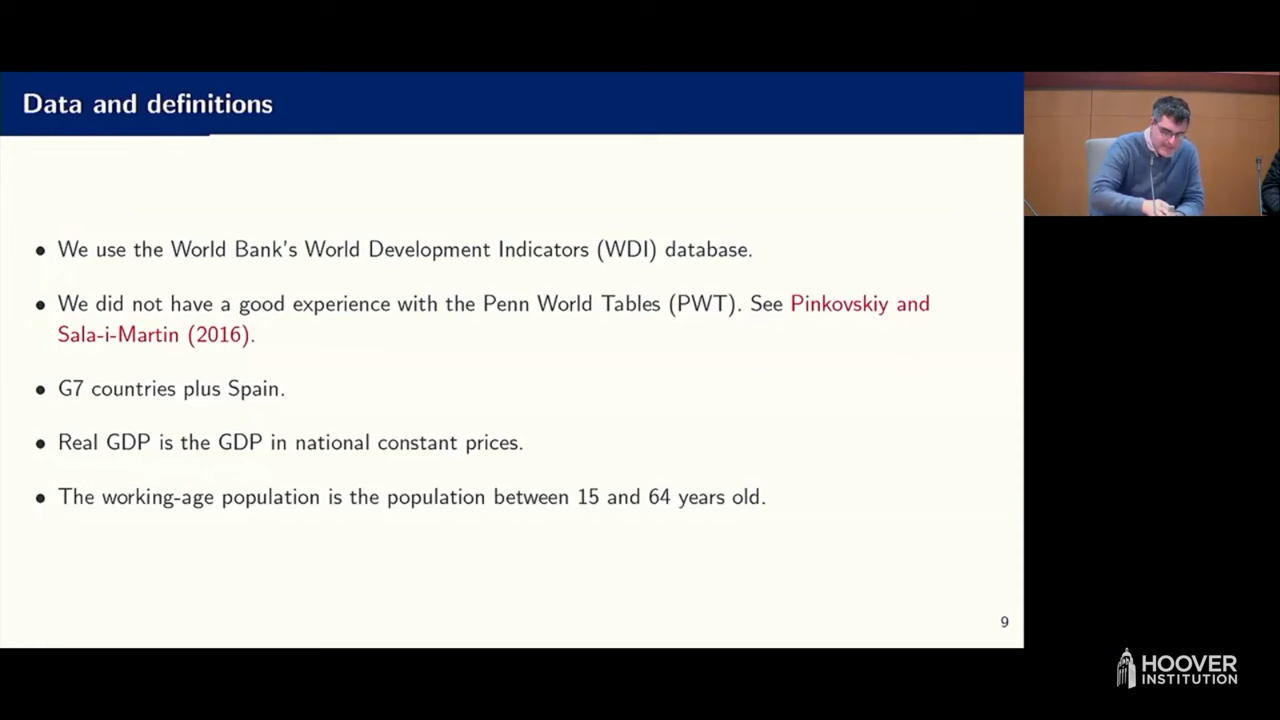 Data and definitions
• We use the World Bank's World Development Indicators (WDI) database.
• We did not have a good experience with the Penn World Tables (PWT). See Pinkovskiy and
Sala-i-Martin (2016).
• G7 countries plus Spain.
• Real GDP is the GDP in national constant prices.
• The working-age population is the population between 15 and 64 years old.
9
HOOVER
INSTITUTION